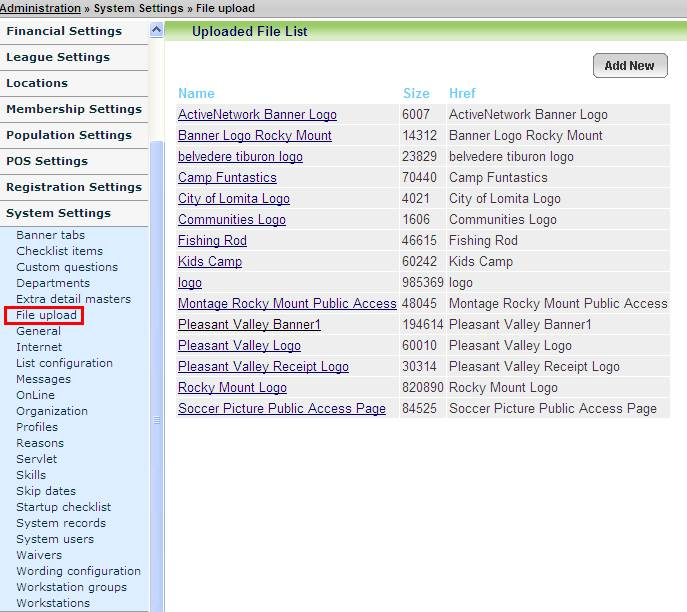 Administration » System Settings » File upload
Financial Settings
League Settings
Locations
Membership Settings
Population Settings
POS Settings
Registration Settings
System Settings
Banner tabs
Checklist items
Custom questions
Departments
Extra detail masters
File upload
General
Internet
List configuration
Messages
OnLine
Organization
Profiles
Reasons
Servlet
Skills
Skip dates
Startup checklist
System records
System users
Waivers
Wording configuration
Workstation groups
Workstations
Uploaded File List
Add New
Name Size Href
ActiveNetwork Banner Logo 6007 ActiveNetwork Banner Logo
Banner Logo Rocky Mount 14312 Banner Logo Rocky Mount
belvedere tiburon logo 23829 belvedere tiburon logo
Camp Funtastics 70440 Camp Funtastics
City of Lomita Logo 4021 City of Lomita Logo
Communities Logo 1606 Communities Logo
Fishing Rod 46615 Fishing Rod
Kids Camp 60242 Kids Camp
logo 985369 logo
Montage Rocky Mount Public Access 48045 Montage Rocky Mount Public Access
Pleasant Valley Banner1 194614 Pleasant Valley Banner1
Pleasant Valley Logo 60010 Pleasant Valley Logo
Pleasant Valley Receipt Logo 30314 Pleasant Valley Receipt Logo
Rocky Mount Logo 820890 Rocky Mount Logo
Soccer Picture Public Access Page 84525 Soccer Picture Public Access Page